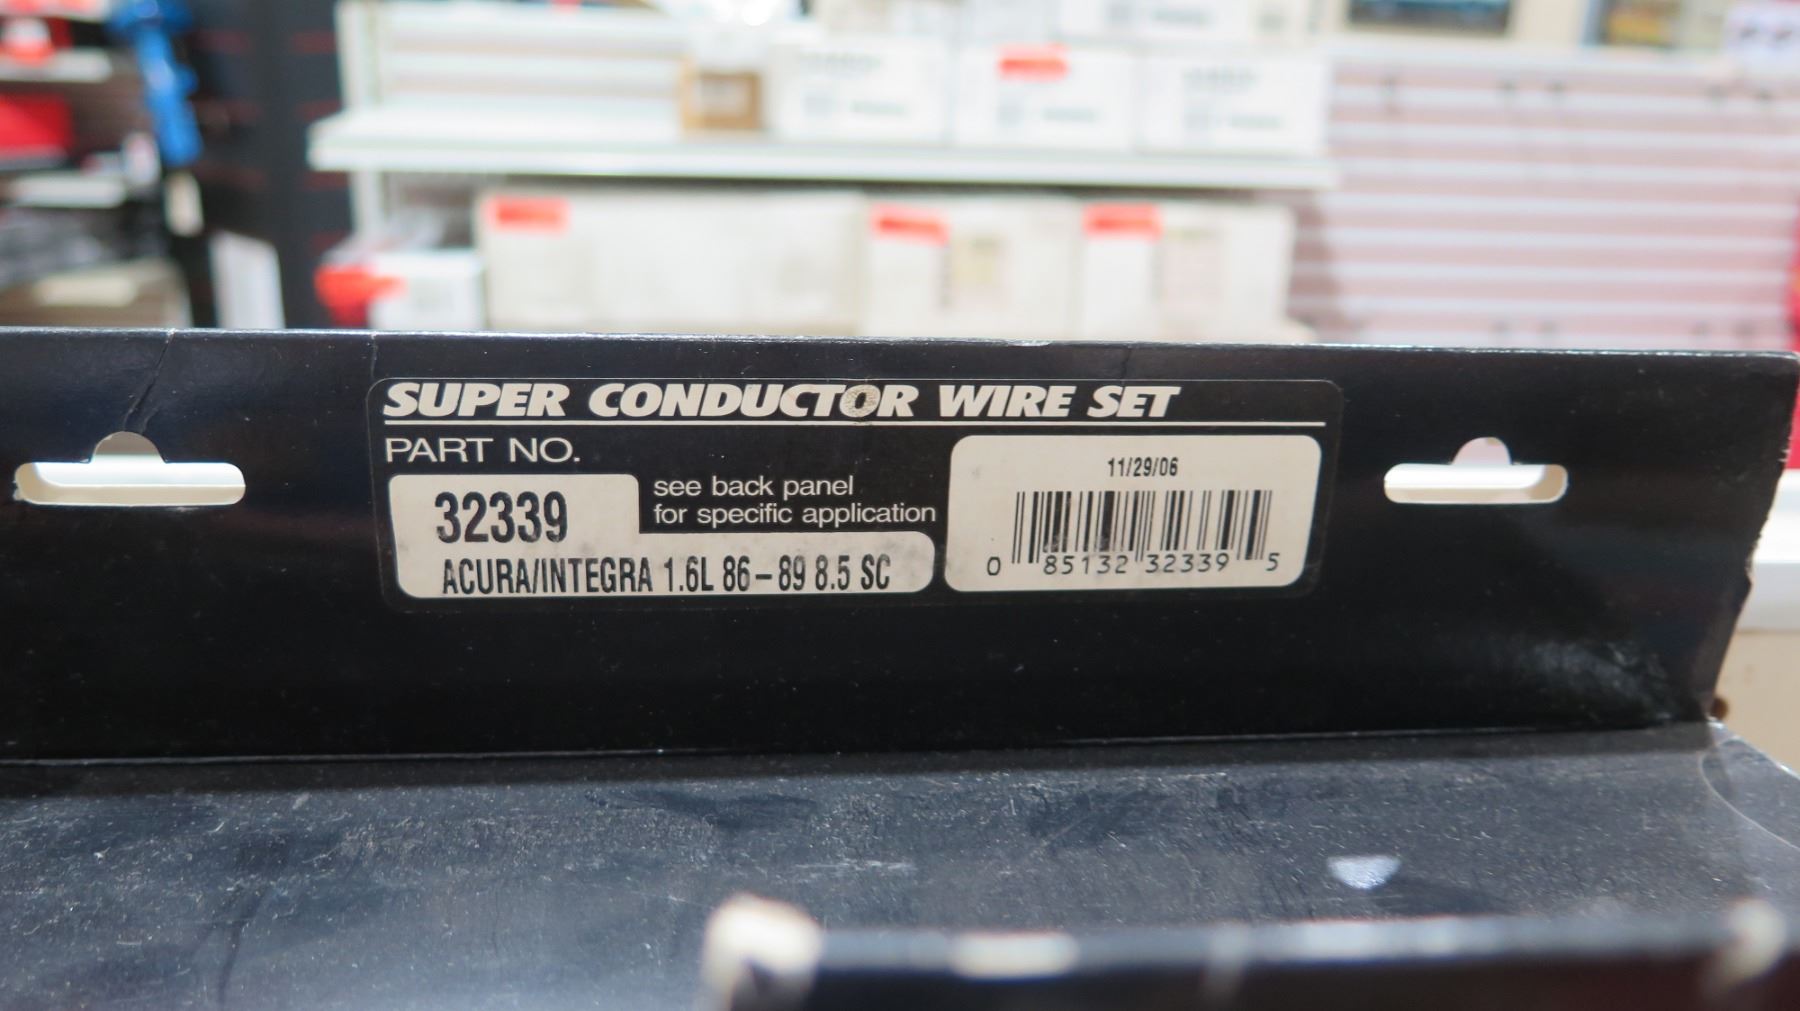 SUPER CONDUCTOR WIRE SET
PART NO.
32339
see back panel
for specific application
ACURA/INTEGRA 1.6L 86-89 8.5 SC
11/29/06
0 85132 32339 5